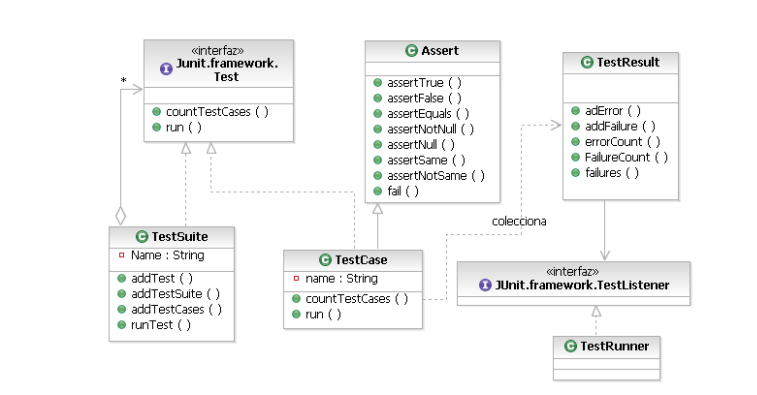 «interfaz»
Junit.framework.
Test
countTestCases ( )
run ( )
*
Assert
assertTrue ( )
assertFalse ( )
assertEquals ( )
assertNotNull ( )
assertNull ( )
assertSame ( )
assertNotSame ( )
fail ( )
TestResult
adError ( )
addFailure ( )
errorCount ( )
FailureCount ( )
failures ( )
colecciona
TestSuite
Name : String
addTest ( )
addTestSuite ( )
addTestCases ( )
runTest ( )
TestCase
name : String
countTestCases ( )
run ( )
«interfaz»
JUnit.framework.TestListener
TestRunner